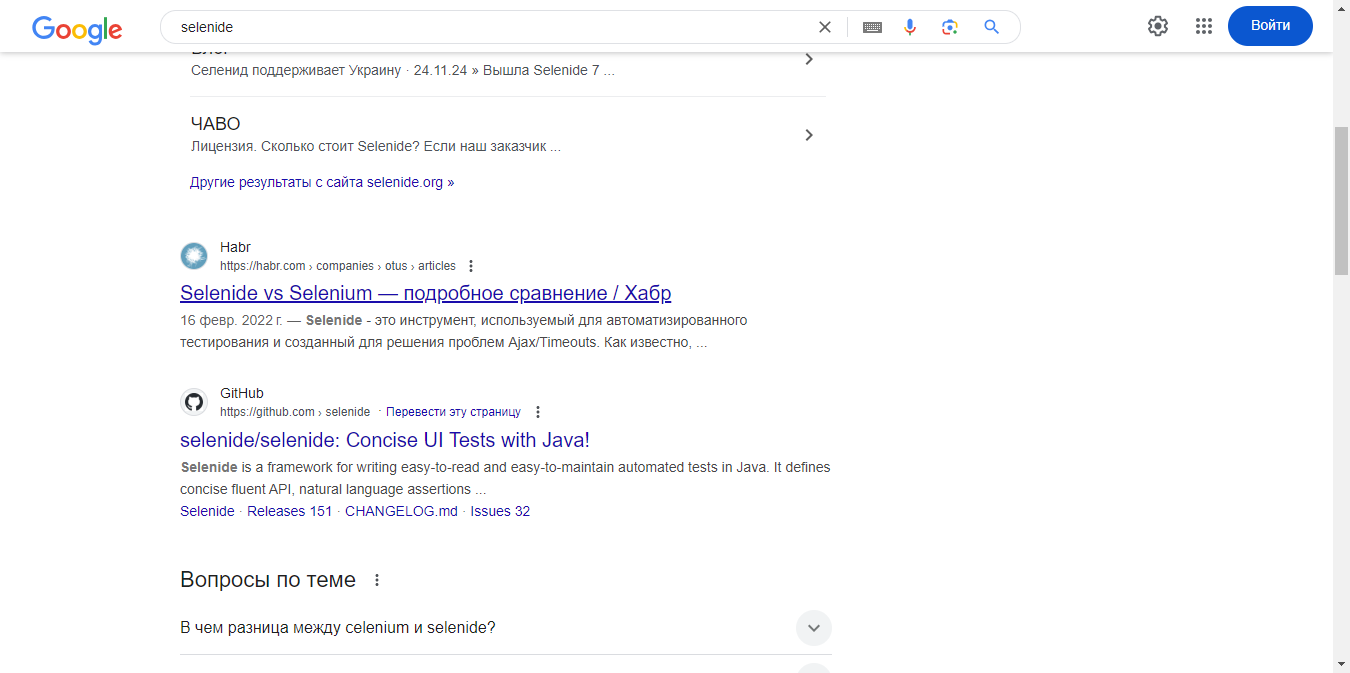 Google
selenide
Войти
Блог
Селенид поддерживает Украину · 24.11.24 » Вышла Selenide 7 ...
ЧАВО
Лицензия. Сколько стоит Selenide? Если наш заказчик ...
Другие результаты с сайта selenide.org »
Habr
https://habr.com › companies › otus › articles
Selenide vs Selenium — подробное сравнение / Хабр
16 февр. 2022 г. — Selenide - это инструмент, используемый для автоматизированного
тестирования и созданный для решения проблем Ajax/Timeouts. Как известно, ...
GitHub
https://github.com › selenide · Перевести эту страницу
selenide/selenide: Concise UI Tests with Java!
Selenide is a framework for writing easy-to-read and easy-to-maintain automated tests in Java. It defines
concise fluent API, natural language assertions ...
Selenide · Releases 151 · CHANGELOG.md · Issues 32
Вопросы по теме
В чем разница между celenium и selenide?